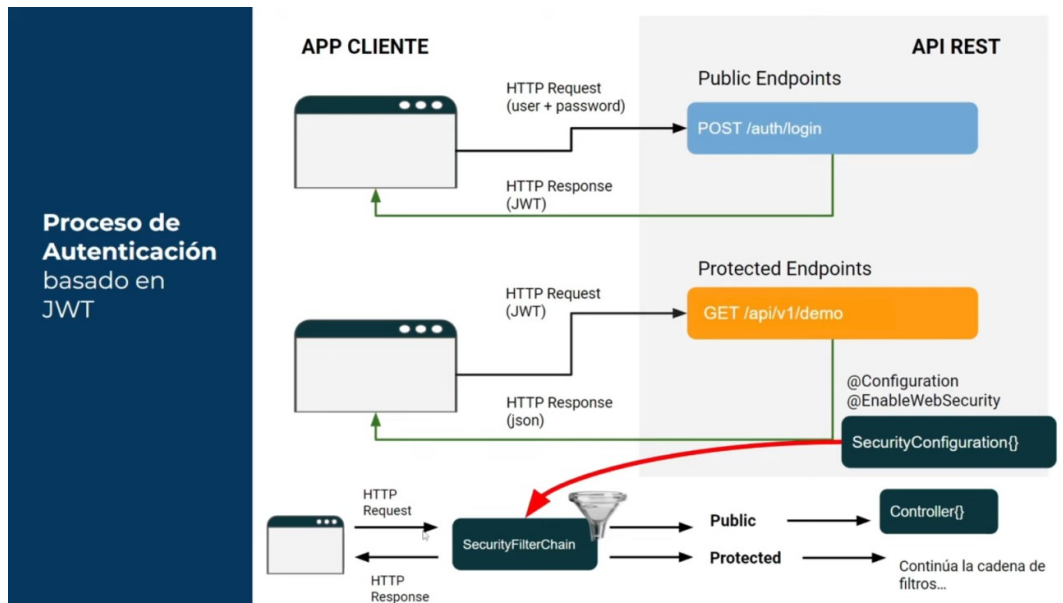 Proceso de
Autenticación
basado en
JWT
APP CLIENTE
API REST
HTTP Request
(user + password)
Public Endpoints
POST /auth/login
HTTP Response
(JWT)
HTTP Request
(JWT)
Protected Endpoints
GET /api/v1/demo
HTTP Response
(json)
@Configuration
@EnableWebSecurity
SecurityConfiguration{}
HTTP
Request
SecurityFilterChain
HTTP
Response
Public
Controller{}
Protected
Continúa la cadena de
filtros...